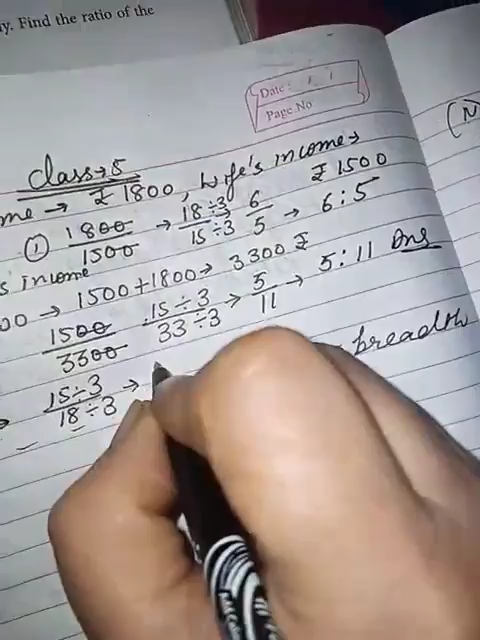 y. Find the ratio of the
Date:
Page No
class → 5
me → ₹ 1800, Wife's income →
₹ 1500
① 1800/1500 → 18÷3/15÷3 → 6/5 → 6:5
s income
00 → 1500+1800 → 3300 ₹
1500/3300 15÷3/33÷3 → 5/11 → 5:11 Ans
15÷3/18÷3 →
breadth